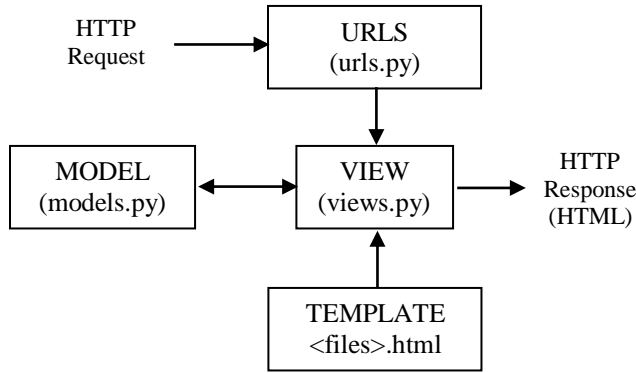 HTTP
Request
URLS
(urls.py)
MODEL
(models.py)
VIEW
(views.py)
HTTP
Response
(HTML)
TEMPLATE
<files>.html